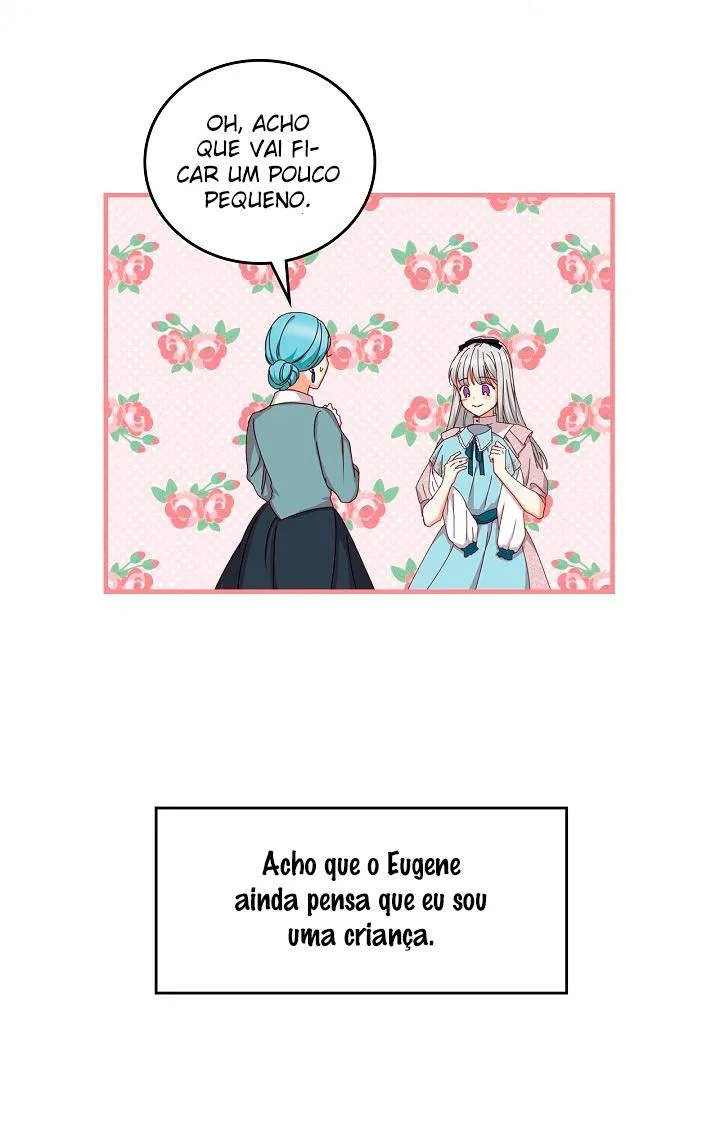 OH, ACHO
QUE VAI FI-
CAR UM POUCO
PEQUENO.
Acho que o Eugene
ainda pensa que eu sou
uma criança.